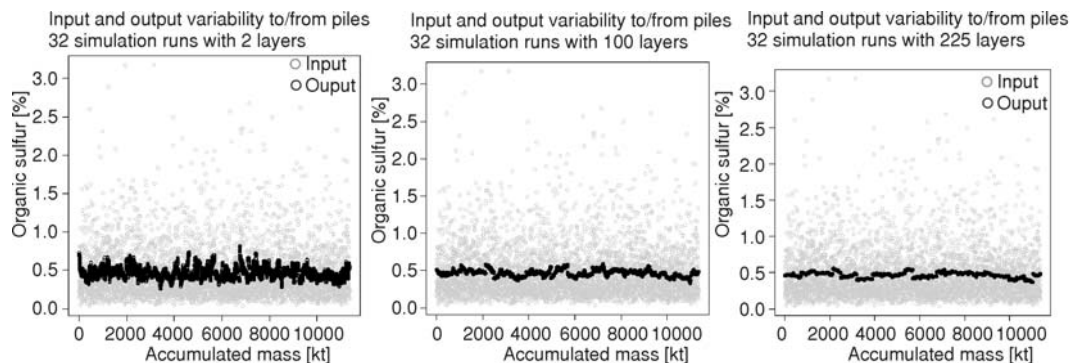 Input and output variability to/from piles
32 simulation runs with 2 layers
Organic sulfur [%]
3.0
2.5
2.0
1.5
1.0
0.5
0.0
Input
Ouput
0 2000 4000 6000 8000 10000
Accumulated mass [kt]
Input and output variability to/from piles
32 simulation runs with 100 layers
Organic sulfur [%]
3.0
2.5
2.0
1.5
1.0
0.5
0.0
0 2000 4000 6000 8000 10000
Accumulated mass [kt]
Input and output variability to/from piles
32 simulation runs with 225 layers
Organic sulfur [%]
3.0
2.5
2.0
1.5
1.0
0.5
0.0
Input
Ouput
0 2000 4000 6000 8000 10000
Accumulated mass [kt]